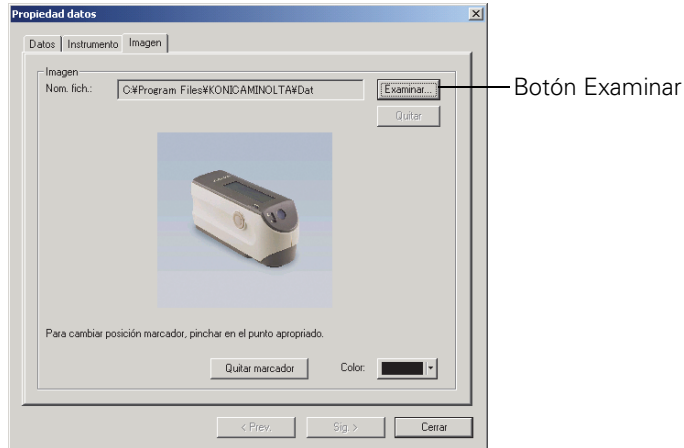 Propiedad datos
Datos Instrumento Imagen
Imagen
Nom. fich.: C:¥Program Files¥KONICAMINOLTA¥Dat Examinar...
Botón Examinar
Quitar
Para cambiar posición marcador, pinchar en el punto apropriado.
Quitar marcador Color:
< Prev. Sig > Cerrar